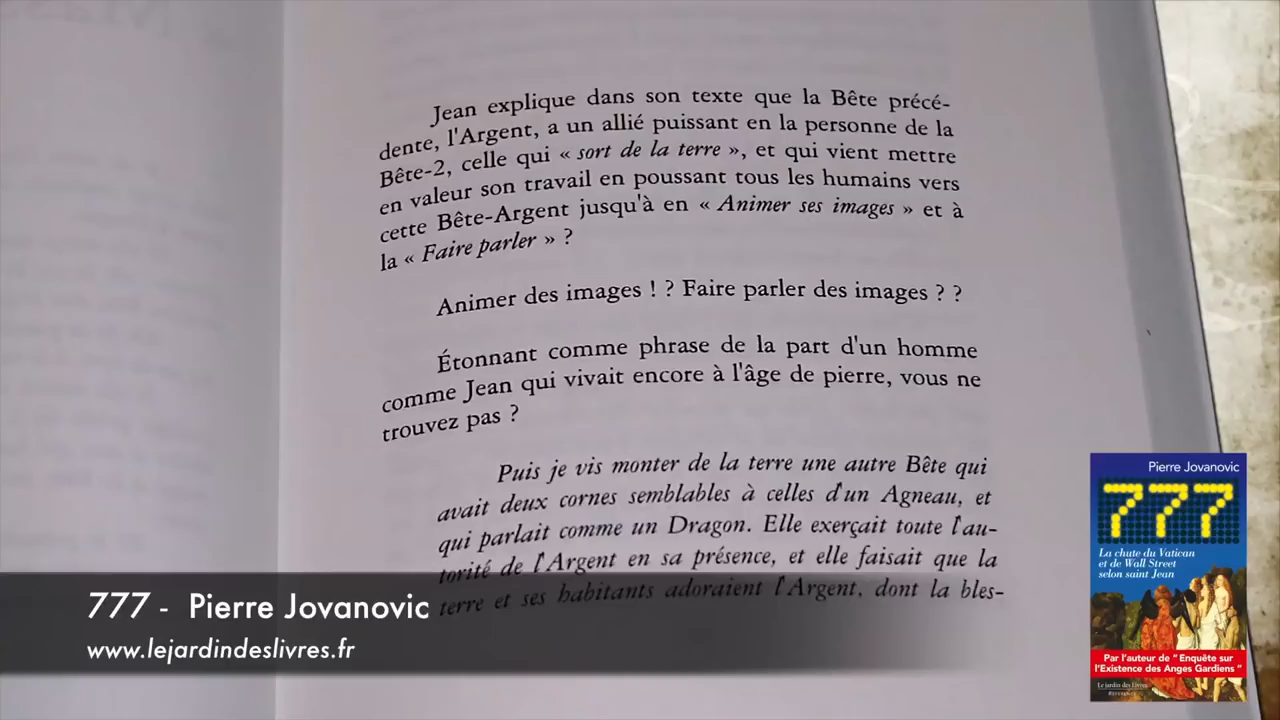 Jean explique dans son texte que la Bête précé-
dente, l'Argent, a un allié puissant en la personne de la
Bête-2, celle qui « sort de la terre », et qui vient mettre
en valeur son travail en poussant tous les humains vers
cette Bête-Argent jusqu'à en « Animer ses images » et à
la « Faire parler » ?
Animer des images ! ? Faire parler des images ? ?
Étonnant comme phrase de la part d'un homme
comme Jean qui vivait encore à l'âge de pierre, vous ne
trouvez pas ?
Puis je vis monter de la terre une autre Bête qui
avait deux cornes semblables à celles d'un Agneau, et
qui parlait comme un Dragon. Elle exerçait toute l'au-
torité de l'Argent en sa présence, et elle faisait que la
terre et ses habitants adoraient l'Argent, dont la bles-
777 - Pierre Jovanovic
www.lejardindeslivres.fr
Pierre Jovanovic
777
La chute du Vatican
et de Wall Street
selon saint Jean
Par l'auteur de " Enquête sur
l'Existence des Anges Gardiens "
Le jardin des Livres